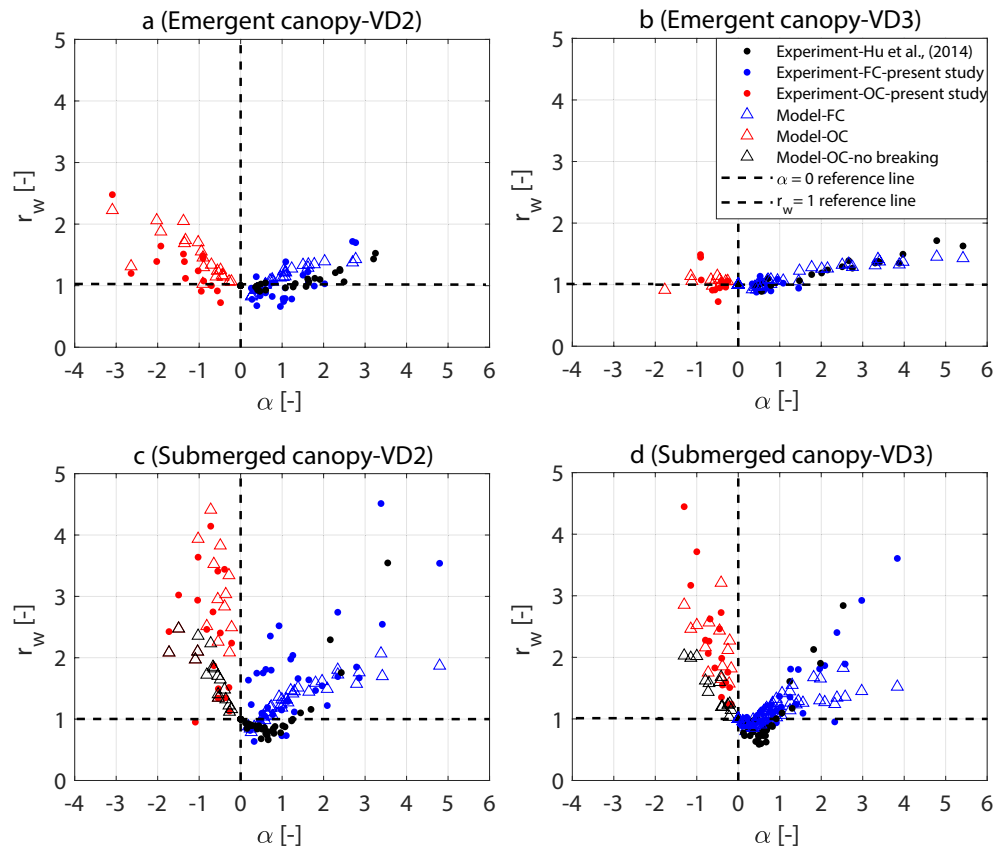 a (Emergent canopy-VD2)
5
4
3
2
1
0
r_w [-]
-4 -3 -2 -1 0 1 2 3 4 5 6
α [-]
b (Emergent canopy-VD3)
5
4
3
2
1
0
r_w [-]
-4 -3 -2 -1 0 1 2 3 4 5 6
α [-]
Experiment-Hu et al., (2014)
Experiment-FC-present study
Experiment-OC-present study
Model-FC
Model-OC
Model-OC-no breaking
α = 0 reference line
r_w = 1 reference line
c (Submerged canopy-VD2)
5
4
3
2
1
0
r_w [-]
-4 -3 -2 -1 0 1 2 3 4 5 6
α [-]
d (Submerged canopy-VD3)
5
4
3
2
1
0
r_w [-]
-4 -3 -2 -1 0 1 2 3 4 5 6
α [-]